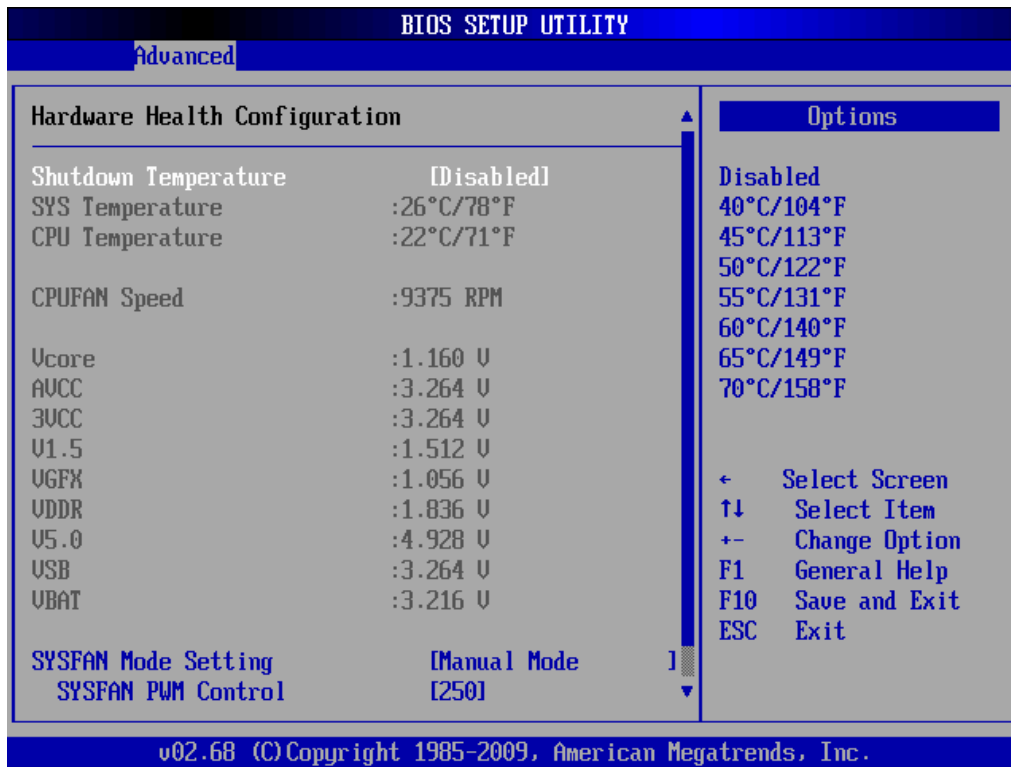 BIOS SETUP UTILITY
Advanced
Hardware Health Configuration
Shutdown Temperature [Disabled]
SYS Temperature :26°C/78°F
CPU Temperature :22°C/71°F
CPUFAN Speed :9375 RPM
Vcore :1.160 V
AVCC :3.264 V
3VCC :3.264 V
V1.5 :1.512 V
VGFX :1.056 V
VDDR :1.836 V
V5.0 :4.928 V
VSB :3.264 V
VBAT :3.216 V
SYSFAN Mode Setting [Manual Mode ]
SYSFAN PWM Control [250]
Options
Disabled
40°C/104°F
45°C/113°F
50°C/122°F
55°C/131°F
60°C/140°F
65°C/149°F
70°C/158°F
← Select Screen
↑↓ Select Item
+- Change Option
F1 General Help
F10 Save and Exit
ESC Exit
v02.68 (C)Copyright 1985-2009, American Megatrends, Inc.